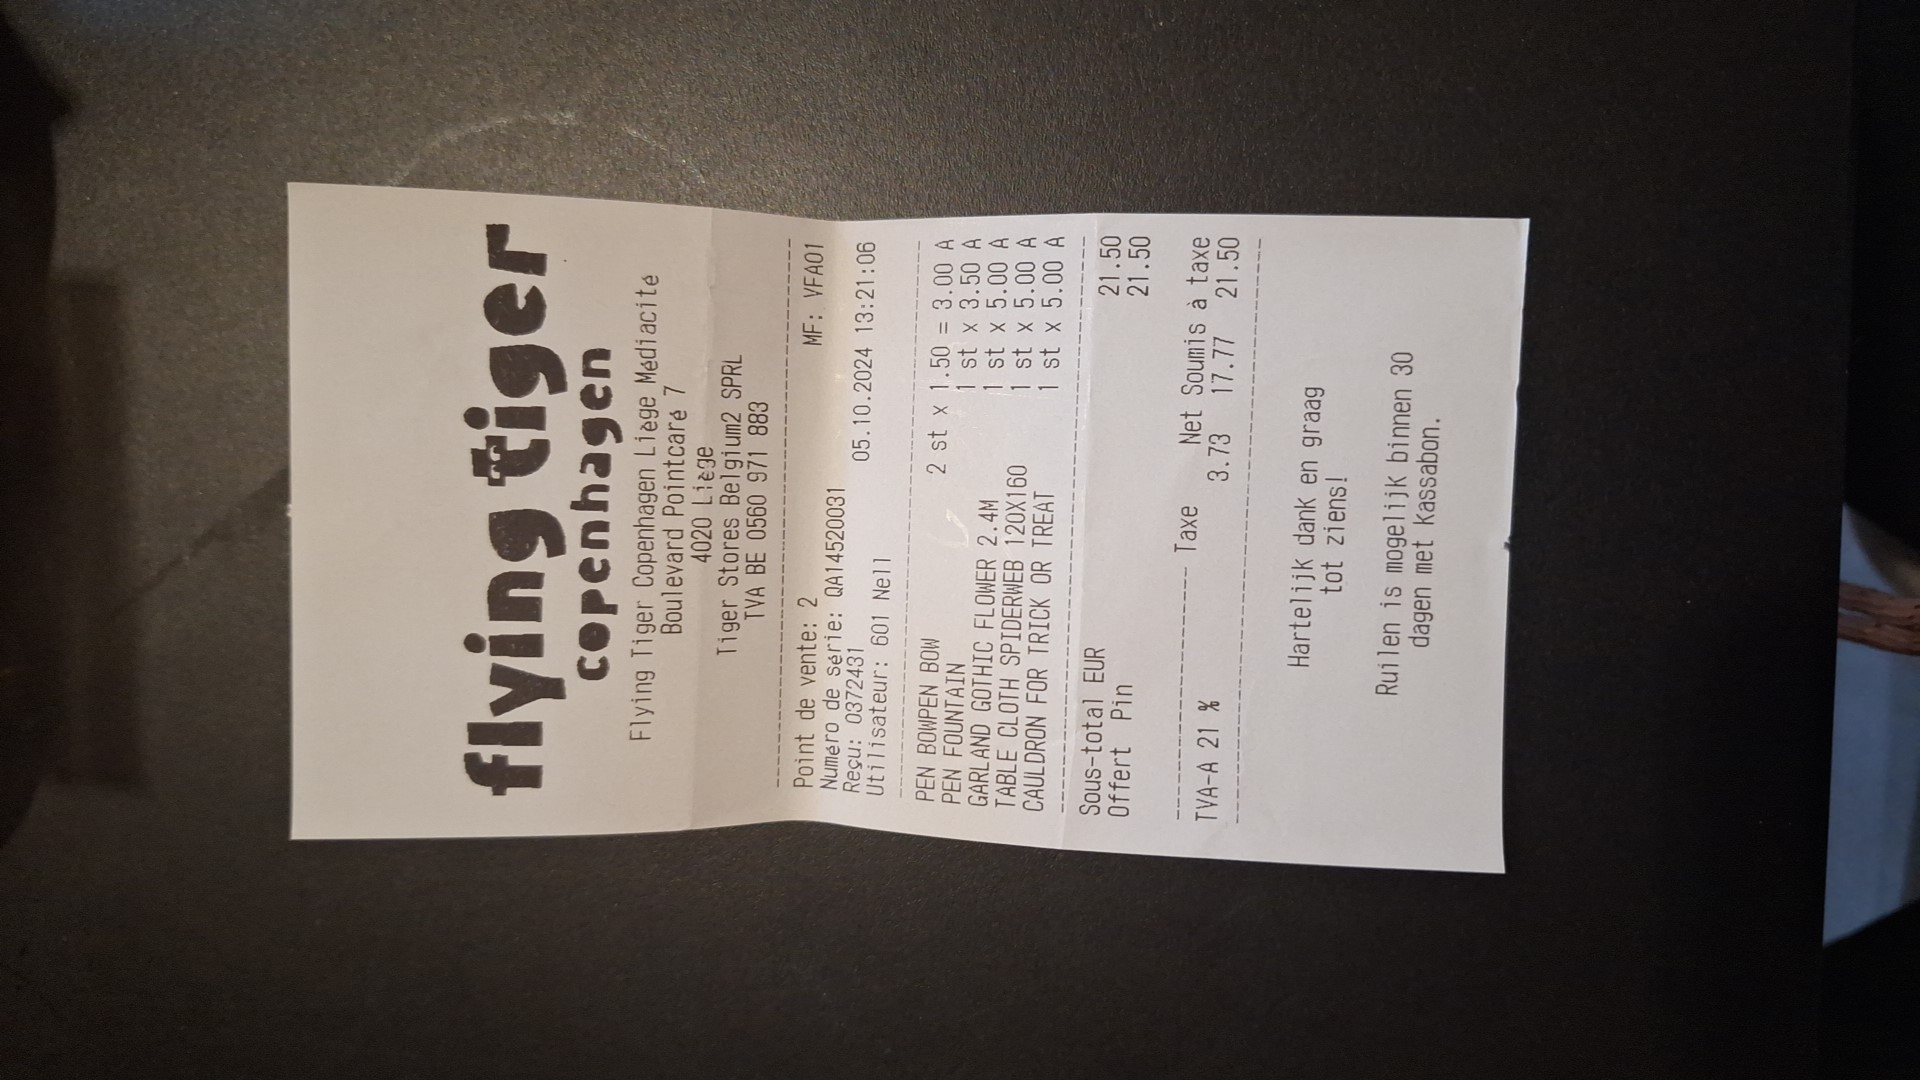 flying tiger
copenhagen
Flying Tiger Copenhagen Liège Médiacité
Boulevard Pointcaré 7
4020 Liège
Tiger Stores Belgium2 SPRL
TVA BE 0560 971 883
Point de vente: 2 MF: VFA01
Numéro de série: QA14520031
Reçu: 0372431
Utilisateur: 601 Nell 05.10.2024 13:21:06
PEN BOWPEN BOW 2 st x 1.50 = 3.00 A
PEN FOUNTAIN 1 st x 3.50 A
GARLAND GOTHIC FLOWER 2.4M 1 st x 5.00 A
TABLE CLOTH SPIDERWEB 120X160 1 st x 5.00 A
CAULDRON FOR TRICK OR TREAT 1 st x 5.00 A
Sous-total EUR 21.50
Offert Pin 21.50
Taxe Net Soumis à taxe
TVA-A 21 % 3.73 17.77 21.50
Hartelijk dank en graag
tot ziens!
Ruilen is mogelijk binnen 30
dagen met Kassabon.